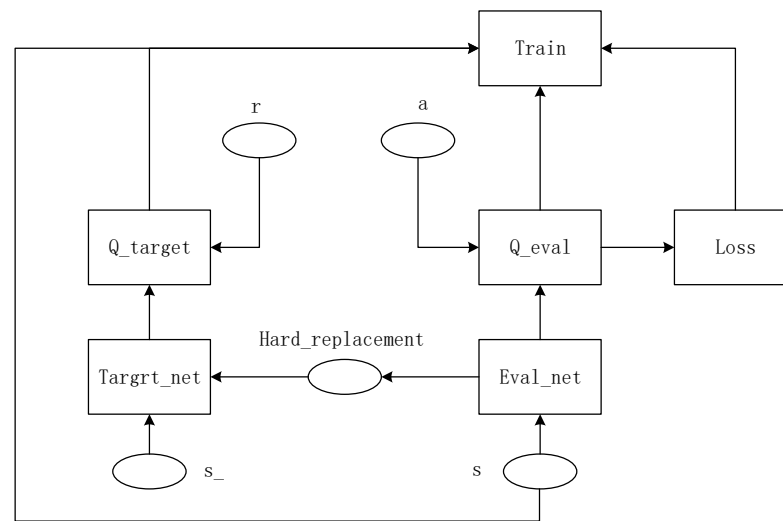 Train
r
a
Q_target
Q_eval
Loss
Hard_replacement
Targrt_net
Eval_net
s_
s